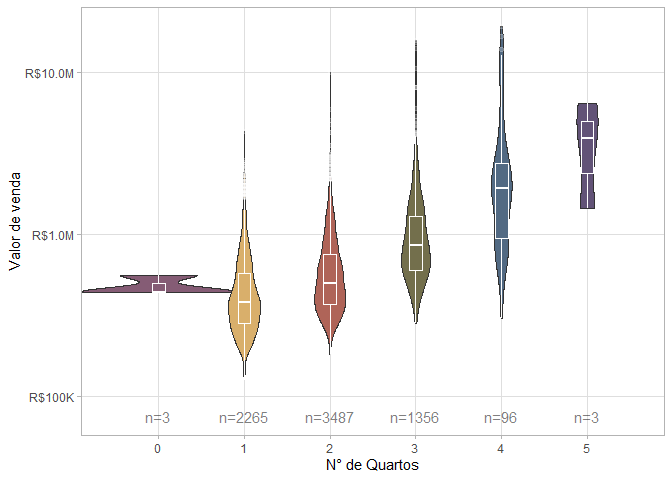 R$10.0M
R$1.0M
R$100K
Valor de venda
n=3 n=2265 n=3487 n=1356 n=96 n=3
0 1 2 3 4 5
N° de Quartos